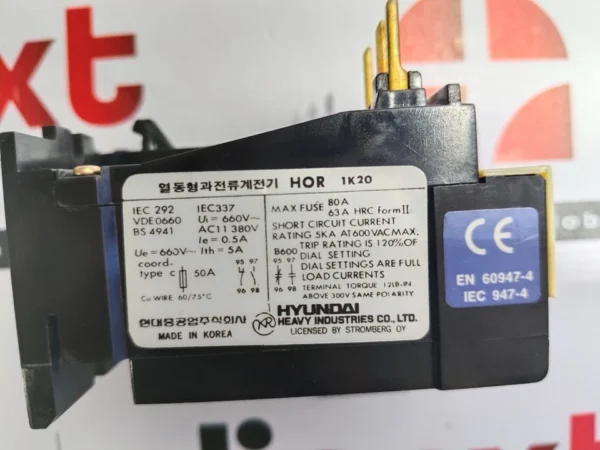 xt
열동형과전류계전기 HOR 1K20
IEC 292 IEC337
VDE0660 Ui = 660V~
BS 4941 AC11 380V
Ie = 0.5A
Ue = 660V~ Ith = 5A
coord-
type c 50A
95 97
96 98
Cu WIRE 60/75°C
MAX FUSE 80A
63A HRC form II
SHORT CIRCUIT CURRENT
RATING 5KA AT 600VAC MAX.
TRIP RATING IS 120% OF
B600 DIAL SETTING
95 97 DIAL SETTINGS ARE FULL
LOAD CURRENTS
96 98 TERMINAL TORQUE 12LB-IN
ABOVE 300V SAME POLARITY
현대중공업주식회사
MADE IN KOREA
HYUNDAI
HEAVY INDUSTRIES CO., LTD.
LICENSED BY STROMBERG OY
CE
EN 60947-4
IEC 947-4